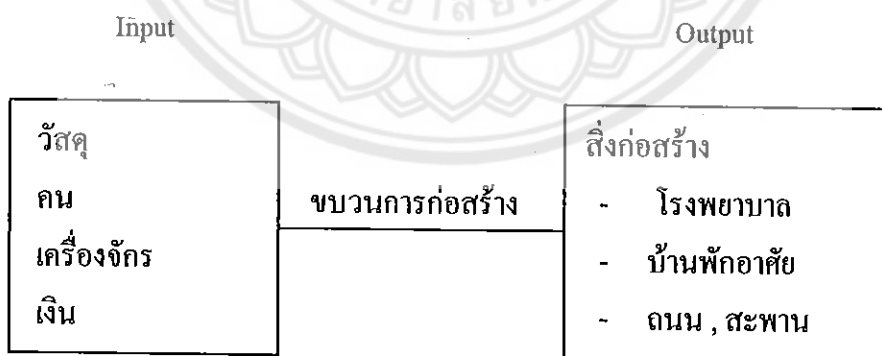 Input
Output
วัสดุ
คน
เครื่องจักร
เงิน
ขบวนการก่อสร้าง
สิ่งก่อสร้าง
- โรงพยาบาล
- บ้านพักอาศัย
- ถนน , สะพาน